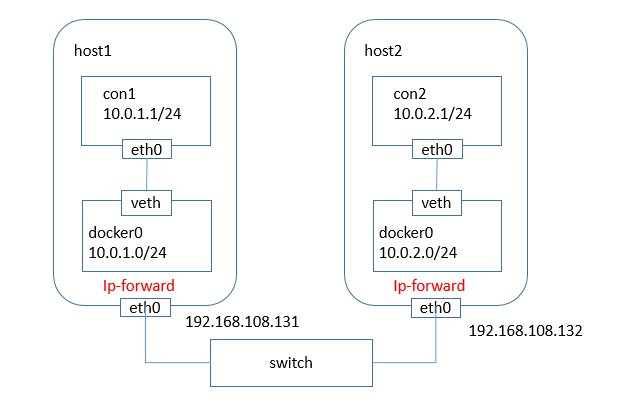 host1
con1
10.0.1.1/24
eth0
veth
docker0
10.0.1.0/24
Ip-forward
eth0
192.168.108.131
host2
con2
10.0.2.1/24
eth0
veth
docker0
10.0.2.0/24
Ip-forward
eth0
192.168.108.132
switch